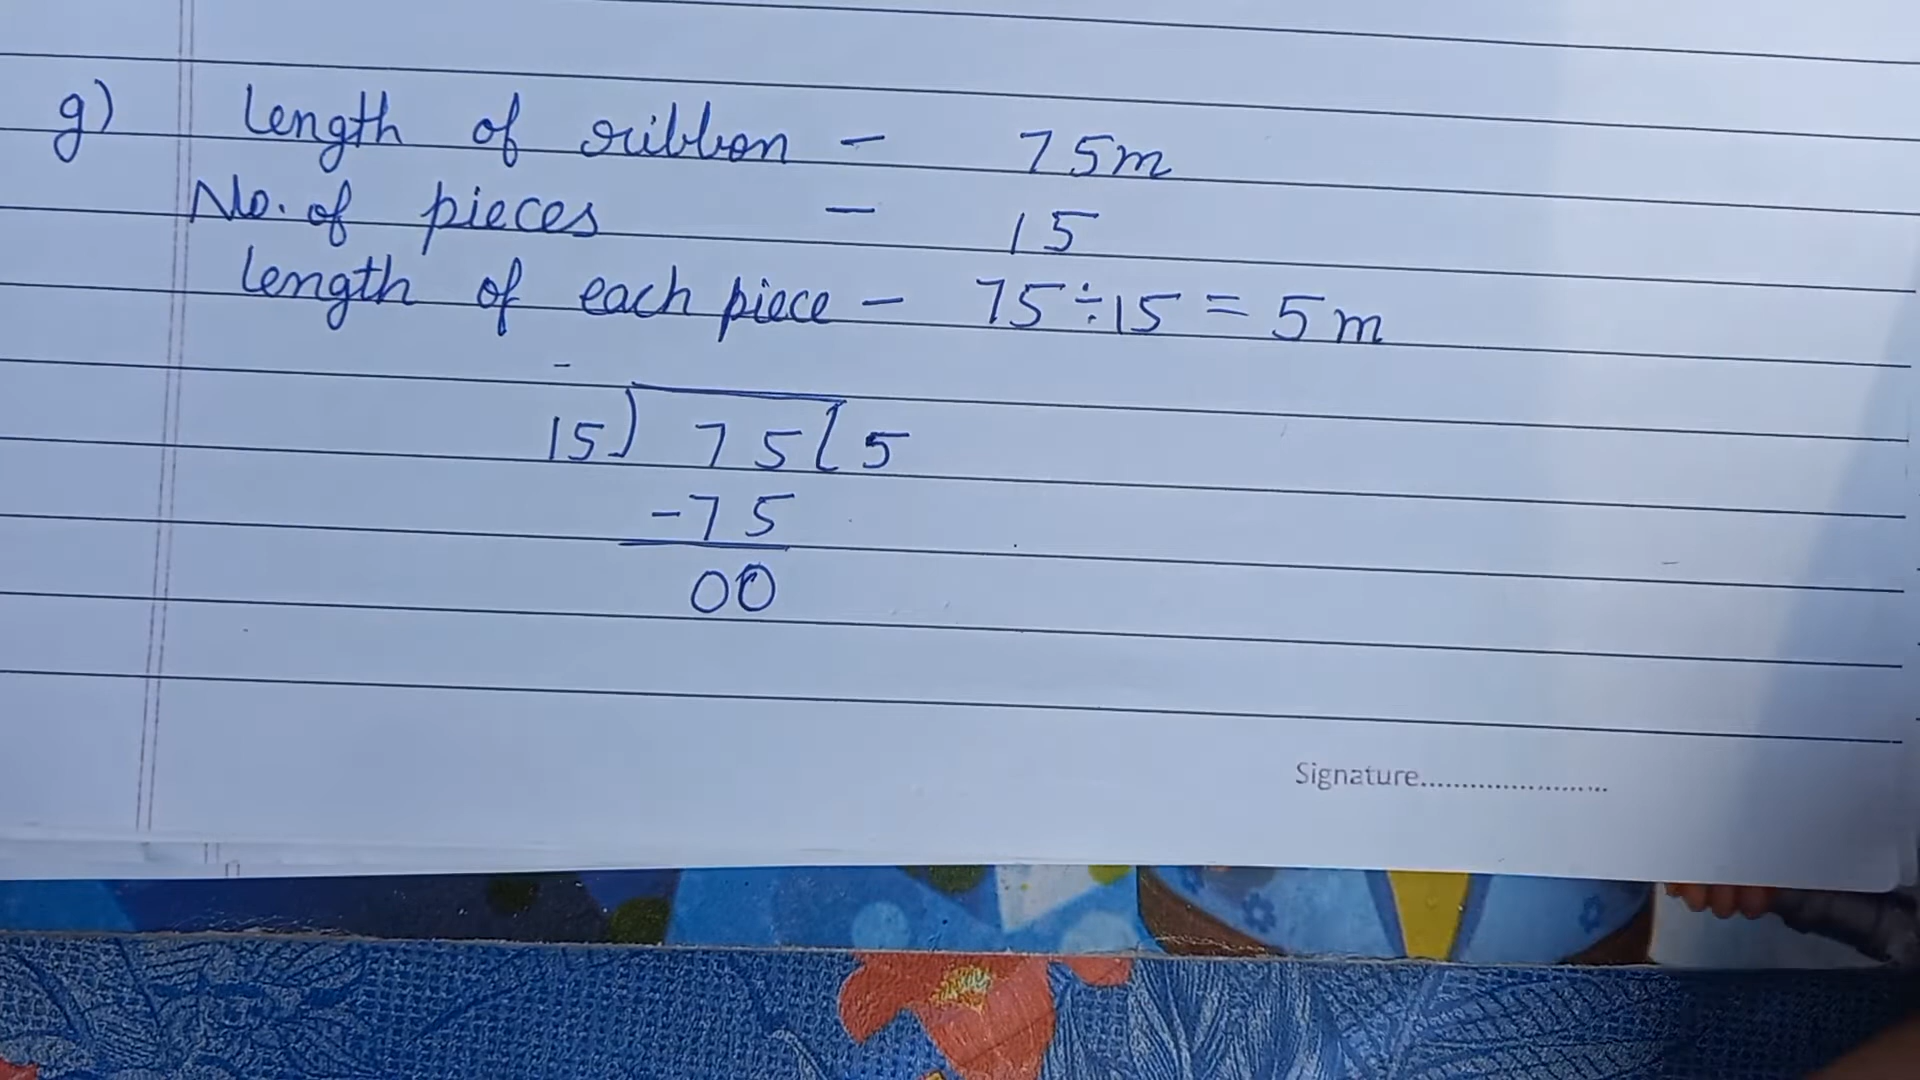 g) Length of ribbon - 75m
No. of pieces - 15
Length of each piece - 75÷15 = 5m
15) 75 (5
-75
00
Signature........................